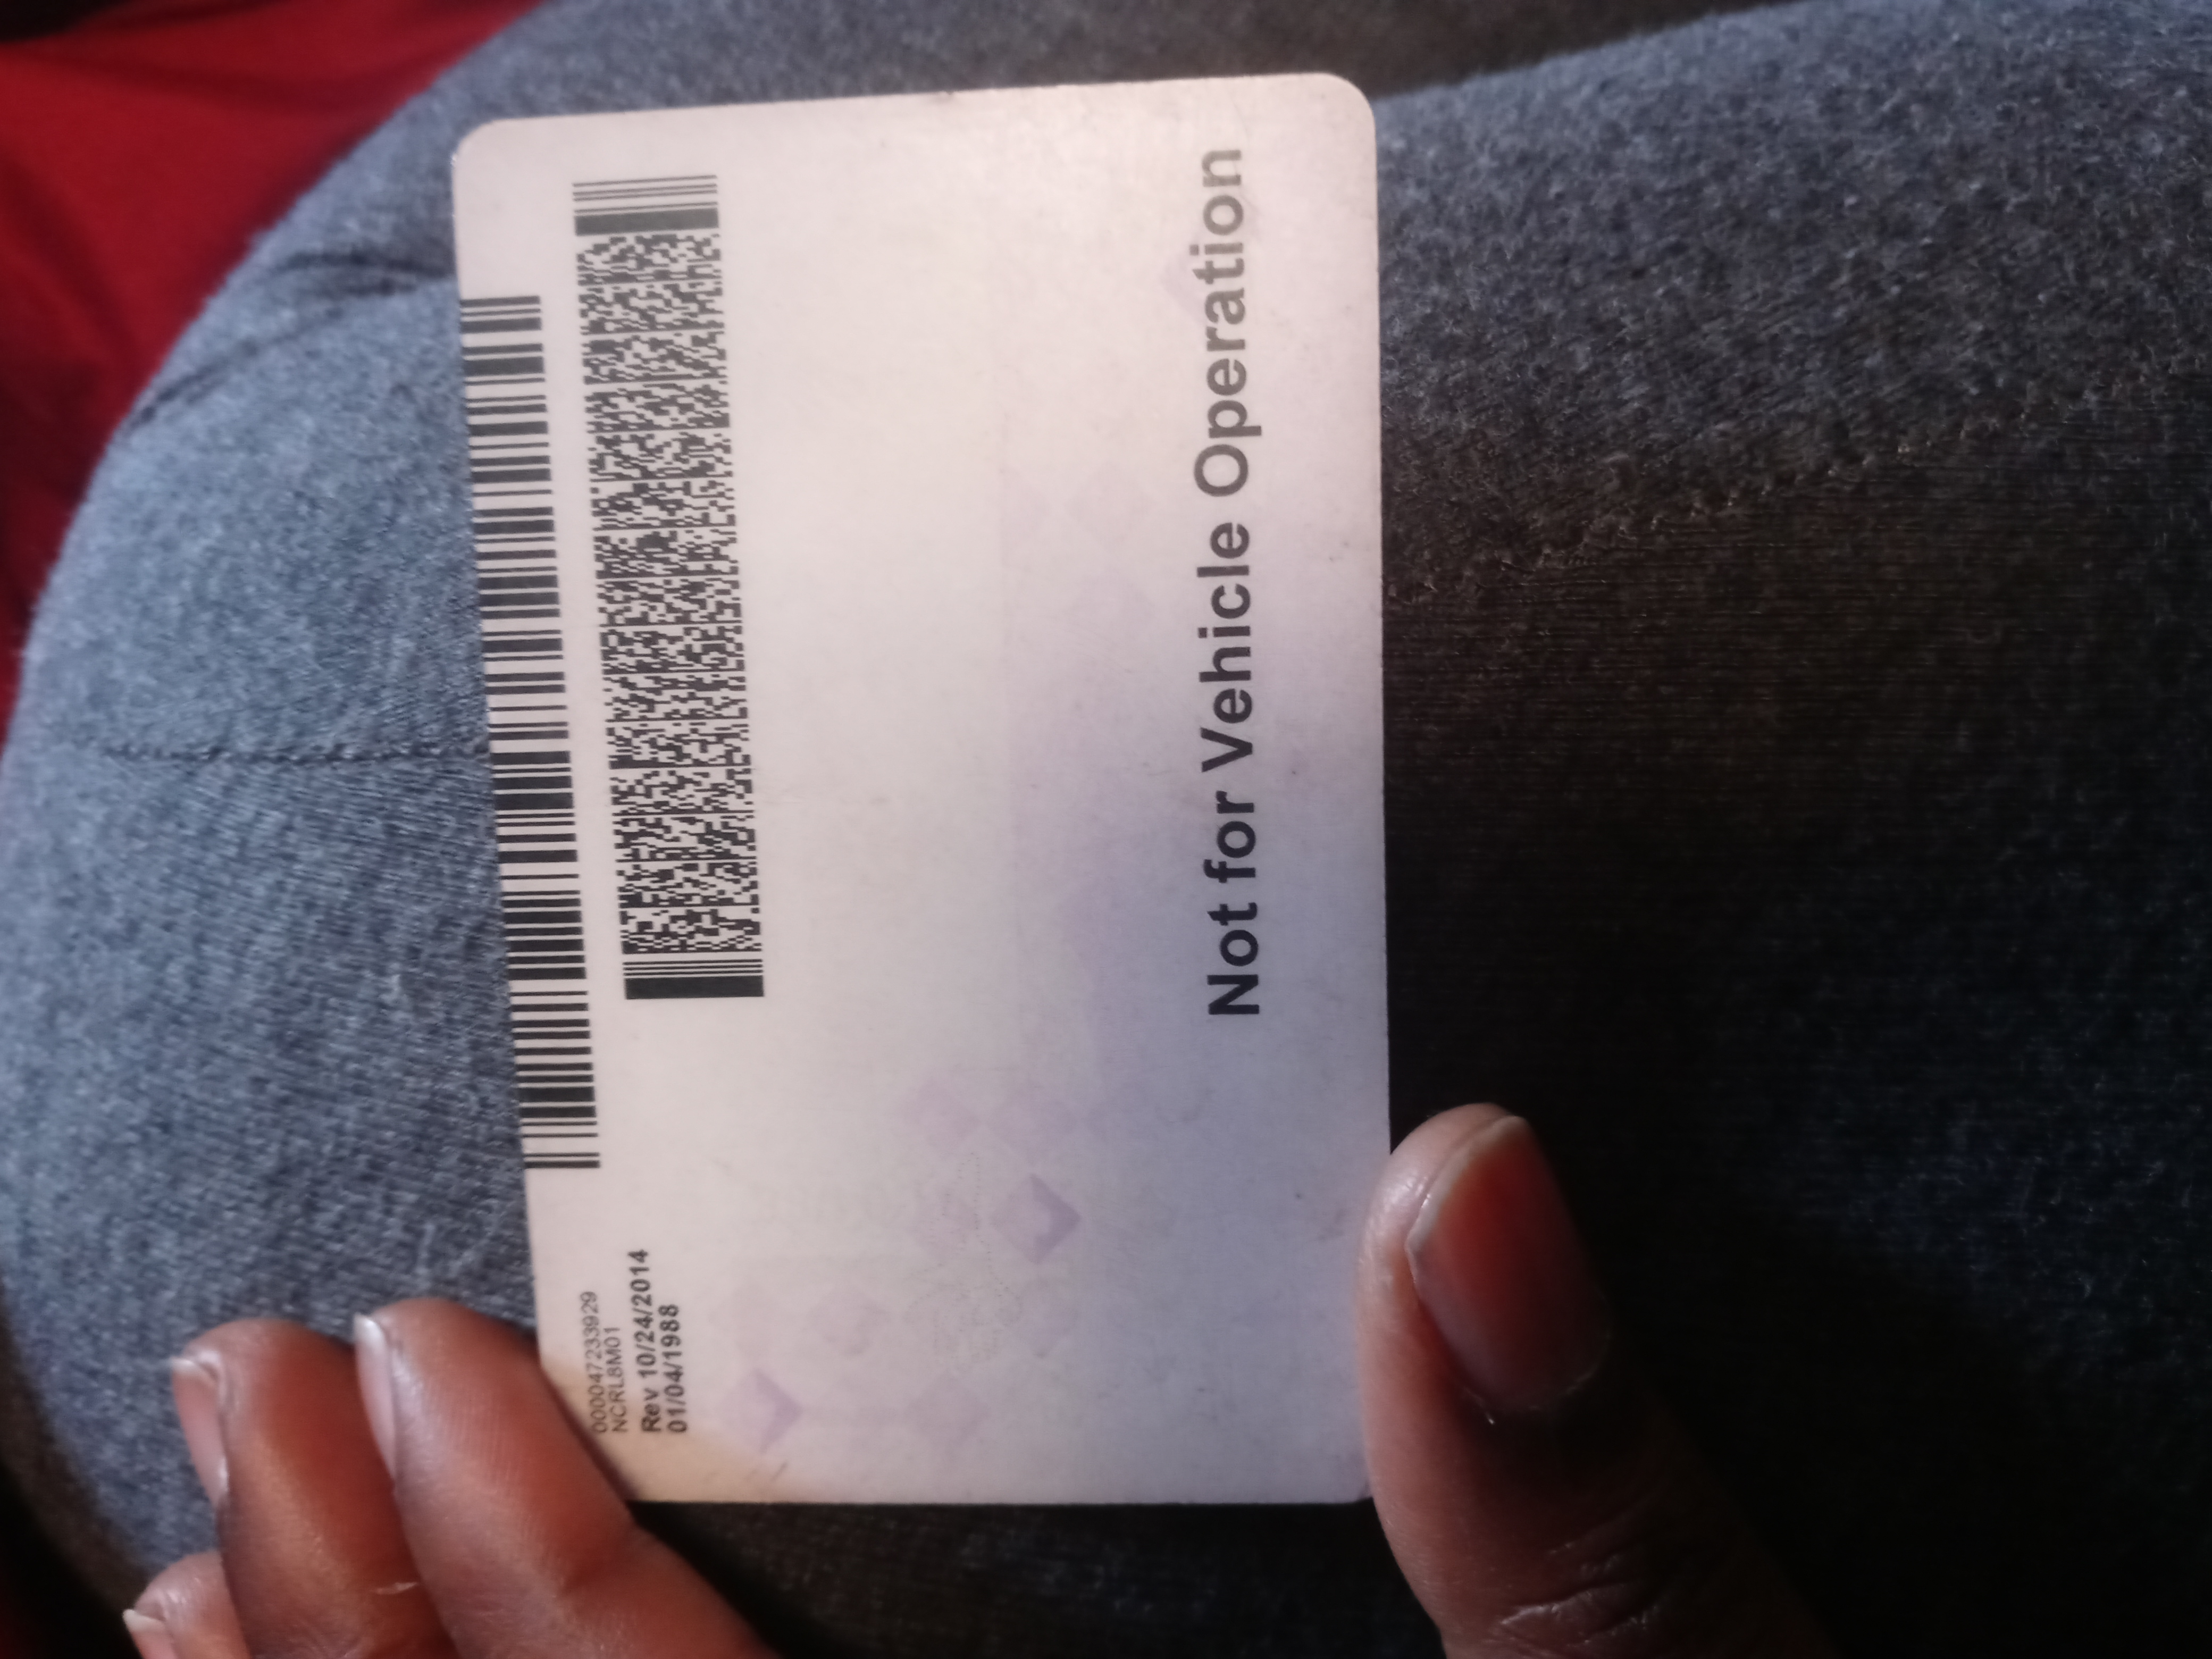 0000047233929
NCRL8M01
Rev 10/24/2014
01/04/1988
Not for Vehicle Operation